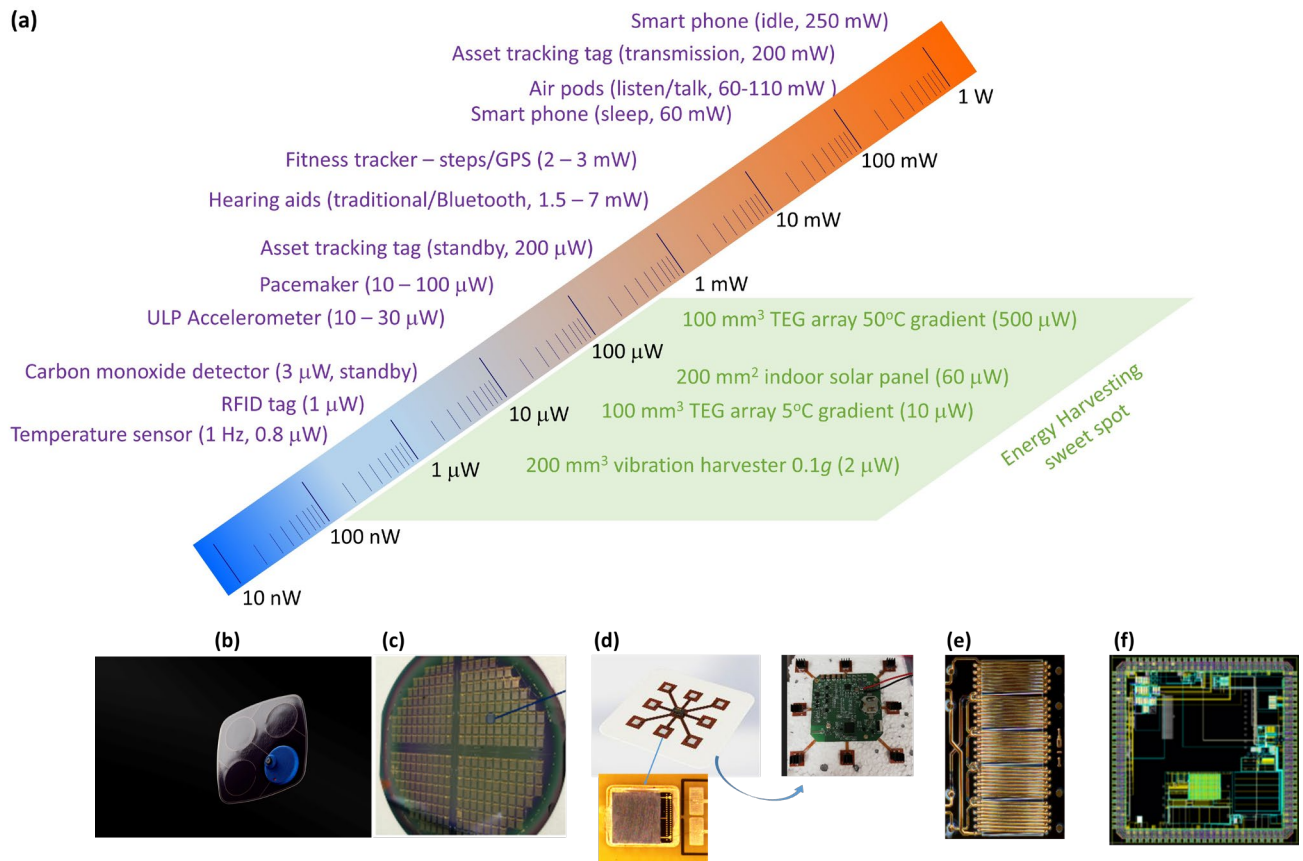 (a)
Smart phone (idle, 250 mW)
Asset tracking tag (transmission, 200 mW)
Air pods (listen/talk, 60-110 mW )
Smart phone (sleep, 60 mW)
Fitness tracker – steps/GPS (2 – 3 mW)
Hearing aids (traditional/Bluetooth, 1.5 – 7 mW)
Asset tracking tag (standby, 200 μW)
Pacemaker (10 – 100 μW)
ULP Accelerometer (10 – 30 μW)
Carbon monoxide detector (3 μW, standby)
RFID tag (1 μW)
Temperature sensor (1 Hz, 0.8 μW)
1 W
100 mW
10 mW
1 mW
100 μW
10 μW
1 μW
100 nW
10 nW
100 mm³ TEG array 50°C gradient (500 μW)
200 mm² indoor solar panel (60 μW)
100 mm³ TEG array 5°C gradient (10 μW)
200 mm³ vibration harvester 0.1g (2 μW)
Energy Harvesting
sweet spot
(b)
(c)
(d)
(e)
(f)